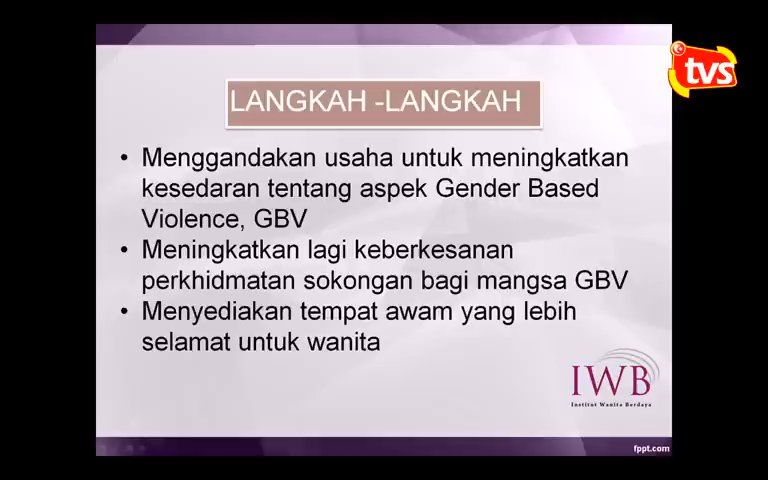 tvs
LANGKAH -LANGKAH
• Menggandakan usaha untuk meningkatkan
kesedaran tentang aspek Gender Based
Violence, GBV
• Meningkatkan lagi keberkesanan
perkhidmatan sokongan bagi mangsa GBV
• Menyediakan tempat awam yang lebih
selamat untuk wanita
IWB
Institut Wanita Berdaya
fppt.com